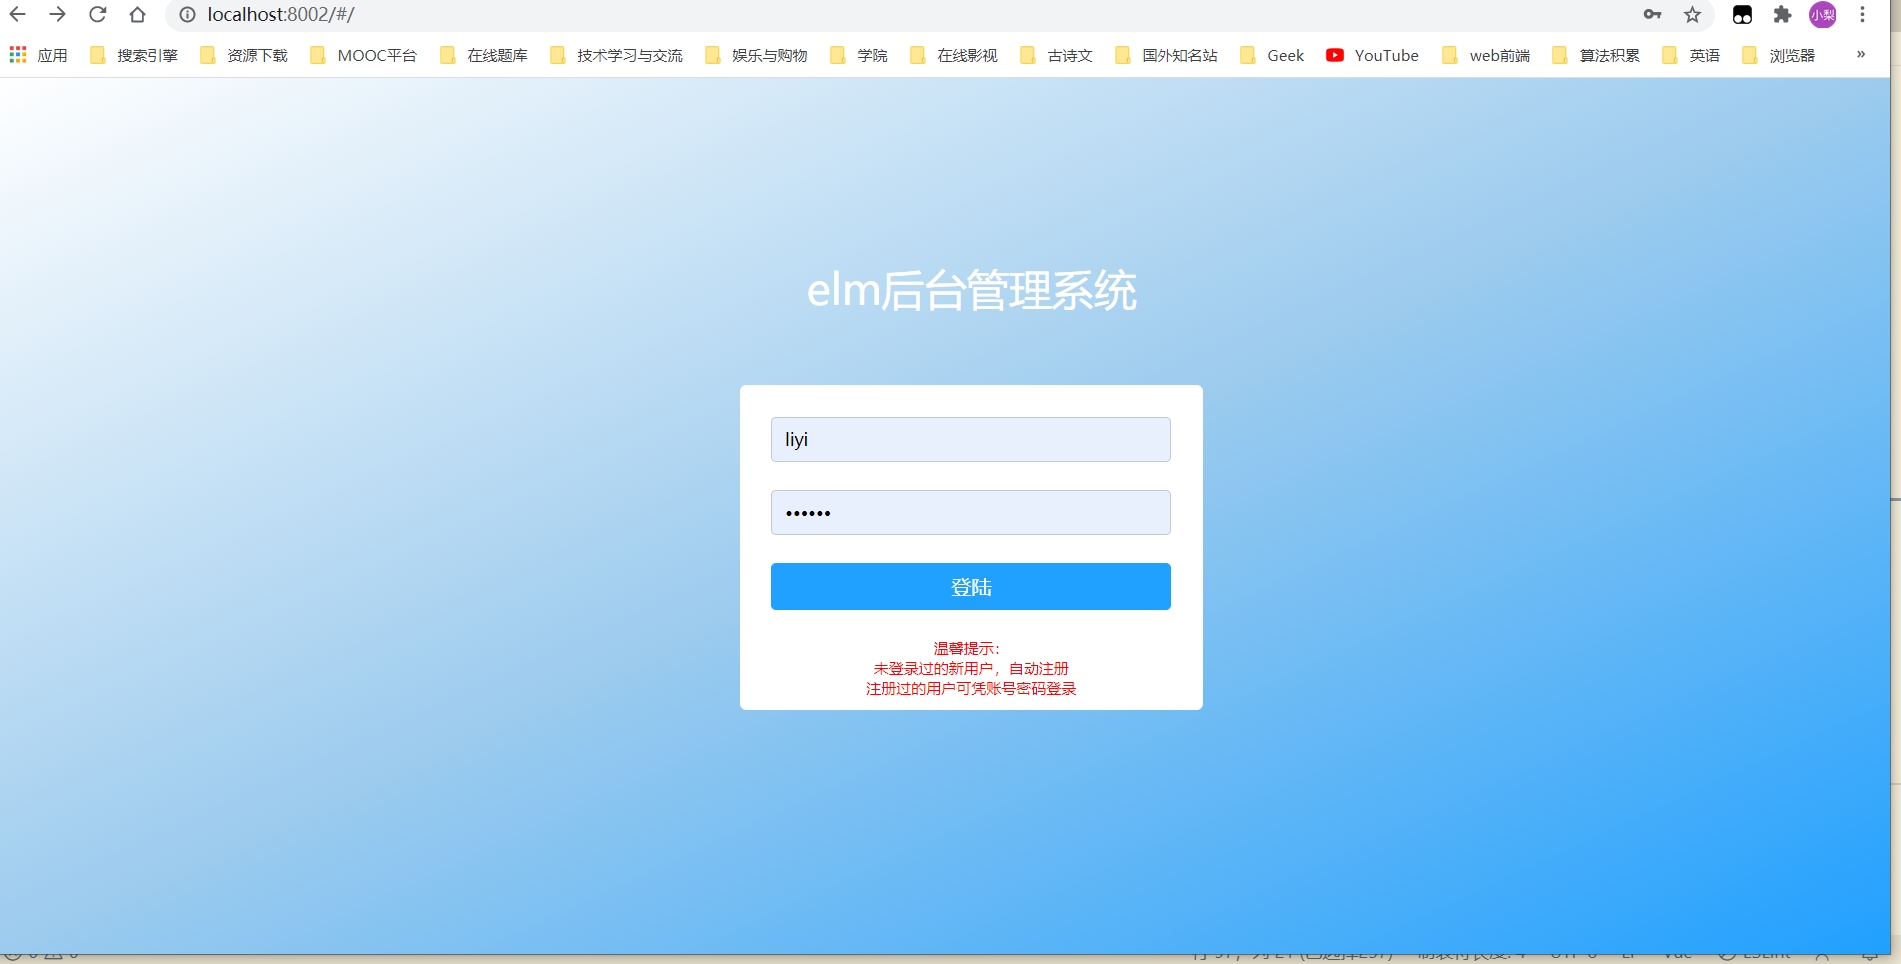 localhost:8002/#/
小梨
应用 搜索引擎 资源下载 MOOC平台 在线题库 技术学习与交流 娱乐与购物 学院 在线影视 古诗文 国外知名站 Geek YouTube web前端 算法积累 英语 浏览器 »
elm后台管理系统
liyi
••••••
登陆
温馨提示：
未登录过的新用户，自动注册
注册过的用户可凭账号密码登录